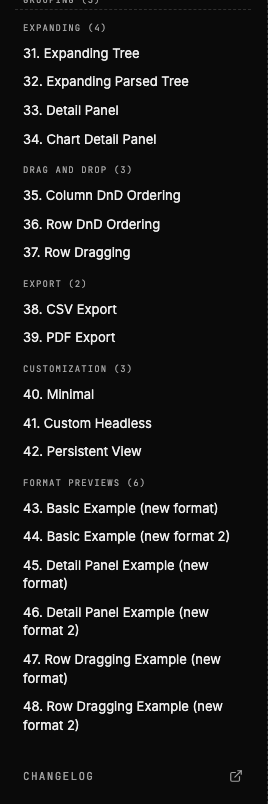 GROUPING (3)
EXPANDING (4)
31. Expanding Tree
32. Expanding Parsed Tree
33. Detail Panel
34. Chart Detail Panel
DRAG AND DROP (3)
35. Column DnD Ordering
36. Row DnD Ordering
37. Row Dragging
EXPORT (2)
38. CSV Export
39. PDF Export
CUSTOMIZATION (3)
40. Minimal
41. Custom Headless
42. Persistent View
FORMAT PREVIEWS (6)
43. Basic Example (new format)
44. Basic Example (new format 2)
45. Detail Panel Example (new
format)
46. Detail Panel Example (new
format 2)
47. Row Dragging Example (new
format)
48. Row Dragging Example (new
format 2)
CHANGELOG